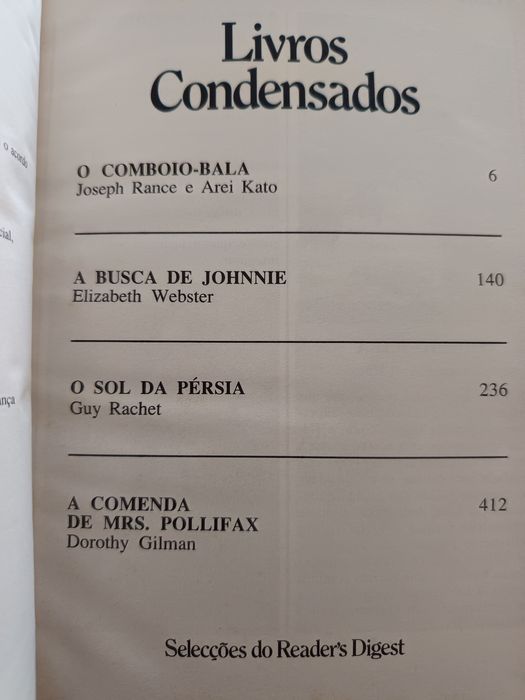 Livros
Condensados
o acordo
O COMBOIO-BALA 6
Joseph Rance e Arei Kato
A BUSCA DE JOHNNIE 140
Elizabeth Webster
O SOL DA PÉRSIA 236
Guy Rachet
A COMENDA 412
DE MRS. POLLIFAX
Dorothy Gilman
Selecções do Reader's Digest